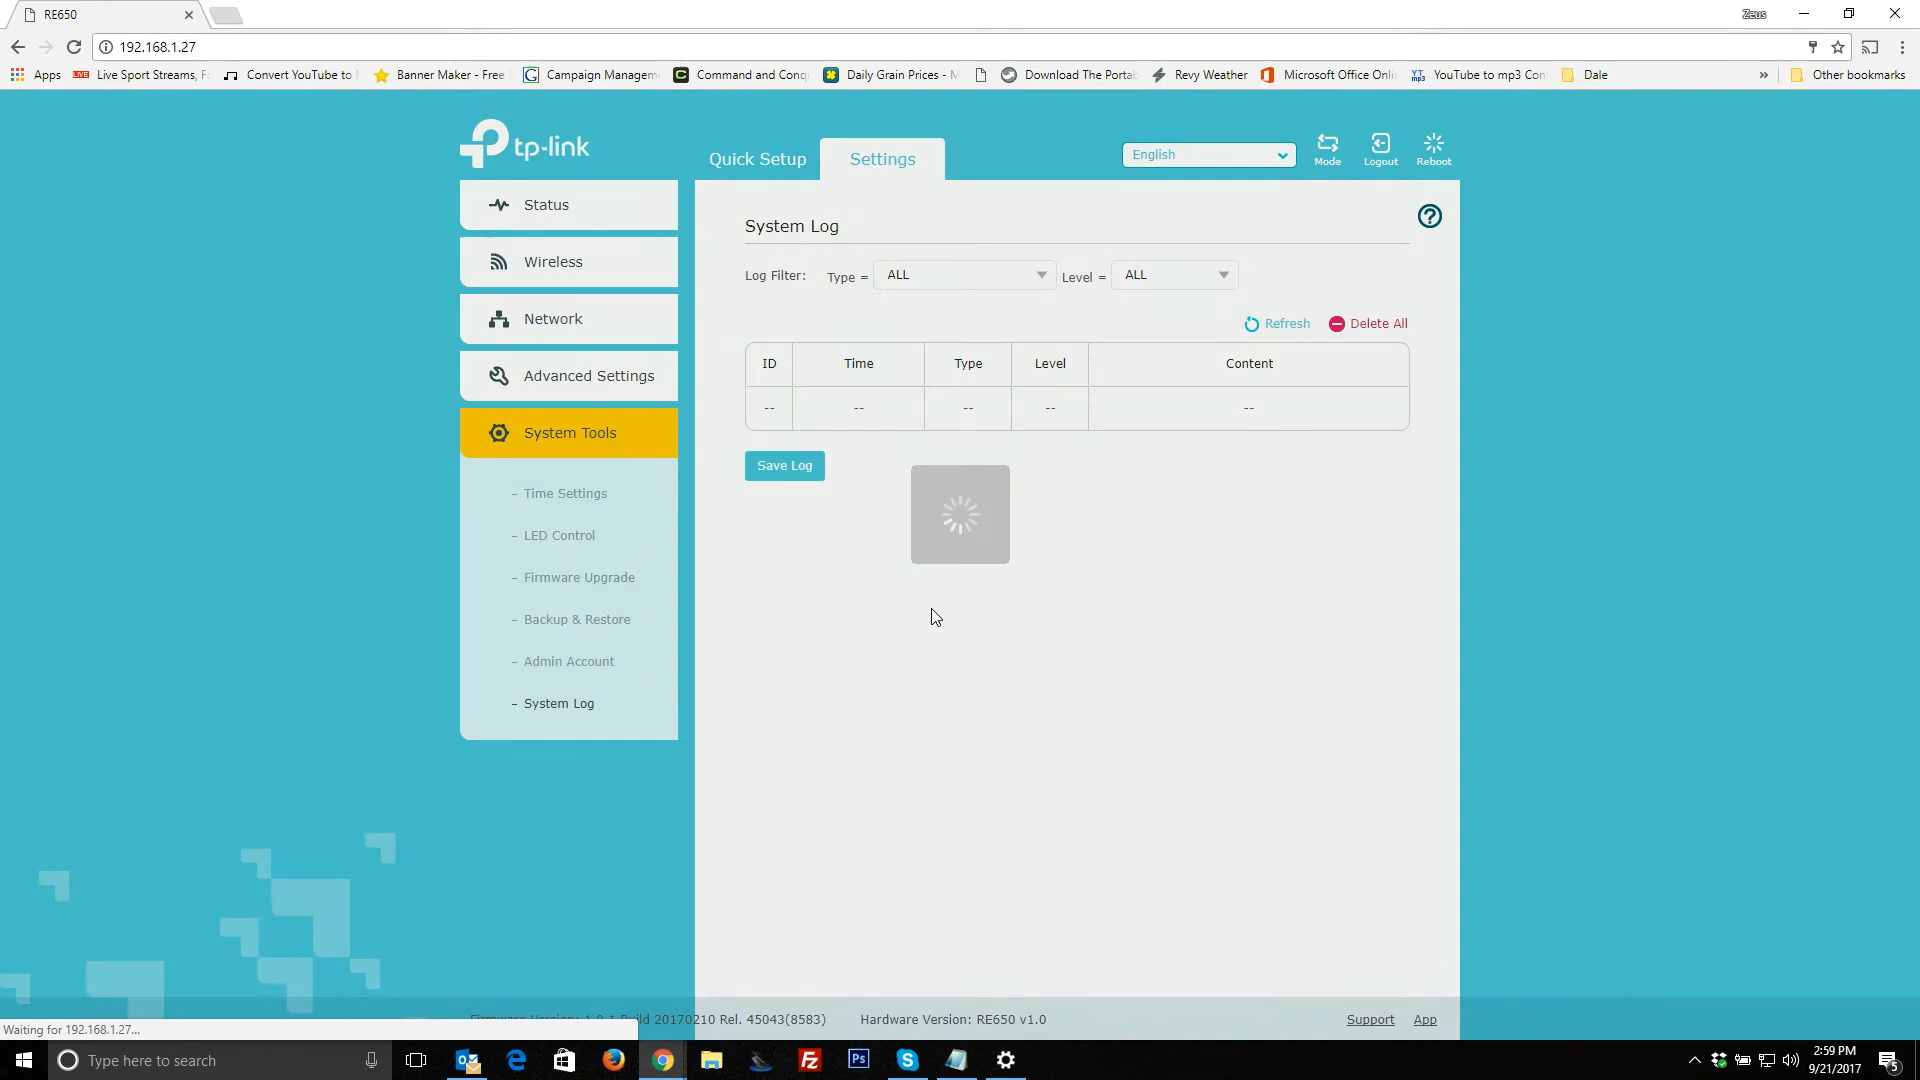 RE650
Zeus
192.168.1.27
Apps
LIVE Live Sport Streams, F
Convert YouTube to
Banner Maker - Free
Campaign Managem
Command and Conq
Daily Grain Prices - M
Download The Portab
Revy Weather
Microsoft Office Onli
YouTube to mp3 Con
Dale
» Other bookmarks
tp-link
Quick Setup
Settings
English
Mode
Logout
Reboot
Status
Wireless
Network
Advanced Settings
System Tools
- Time Settings
- LED Control
- Firmware Upgrade
- Backup & Restore
- Admin Account
- System Log
System Log
Log Filter: Type = ALL Level = ALL
Refresh Delete All
ID Time Type Level Content
-- -- -- -- --
Save Log
Firmware Version: 1.0.1 Build 20170210 Rel. 45043(8583) Hardware Version: RE650 v1.0 Support App
Waiting for 192.168.1.27...
Type here to search
2:59 PM
9/21/2017
5